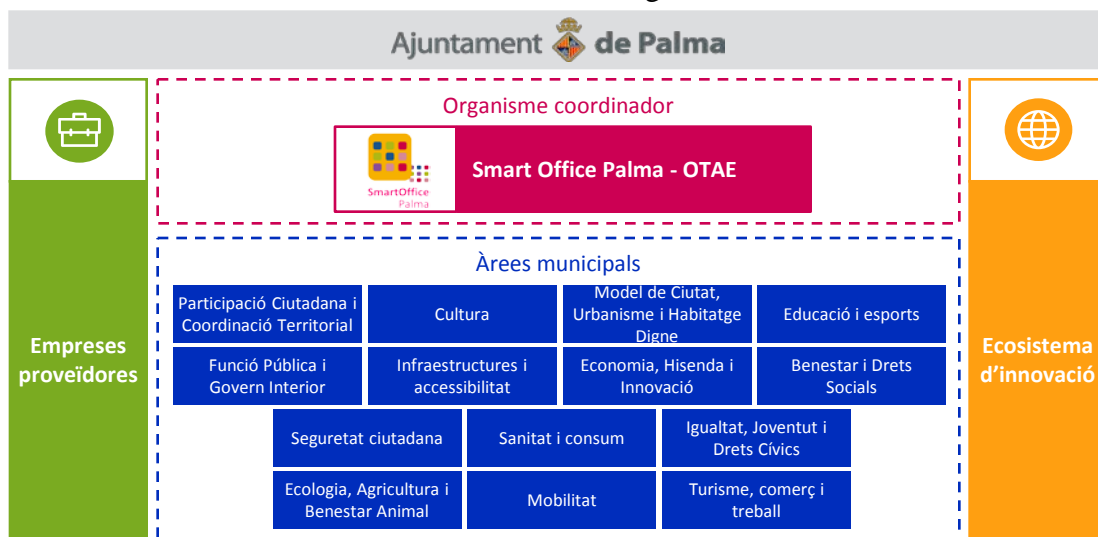 Ajuntament de Palma
Organisme coordinador
SmartOffice
Palma
Smart Office Palma - OTAE
Empreses
proveïdores
Àrees municipals
Participació Ciutadana i
Coordinació Territorial
Cultura
Model de Ciutat,
Urbanisme i Habitatge
Digne
Educació i esports
Funció Pública i
Govern Interior
Infraestructures i
accessibilitat
Economia, Hisenda i
Innovació
Benestar i Drets
Socials
Seguretat ciutadana
Sanitat i consum
Igualtat, Joventut i
Drets Cívics
Ecologia, Agricultura i
Benestar Animal
Mobilitat
Turisme, comerç i
treball
Ecosistema
d'innovació